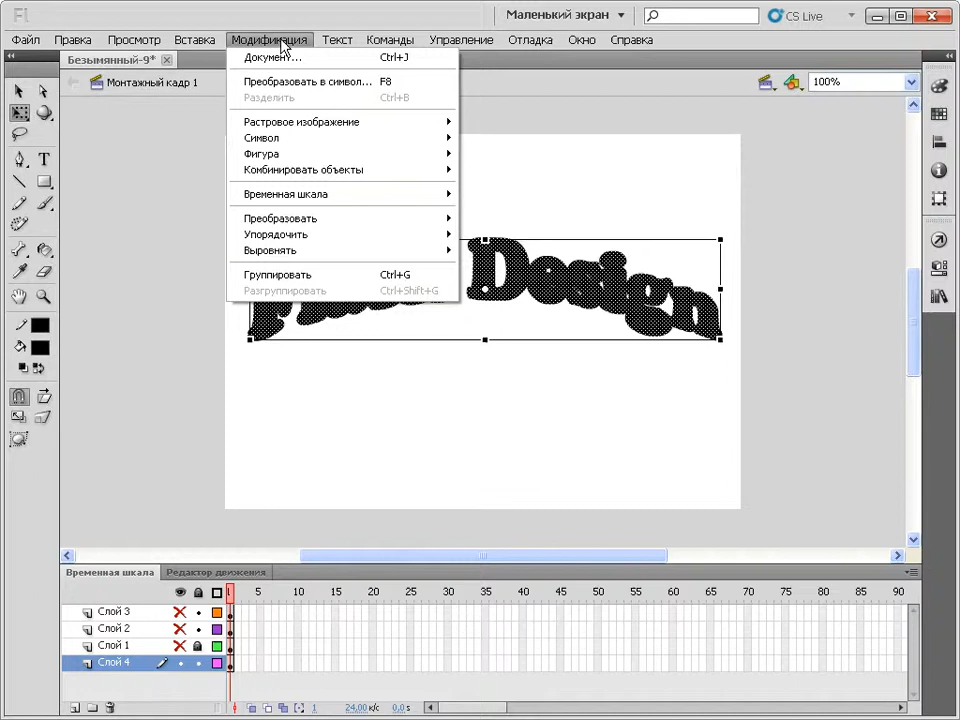 Fl
Маленький экран
CS Live
Файл Правка Просмотр Вставка Модификация Текст Команды Управление Отладка Окно Справка
Безымянный-9*
Монтажный кадр 1
100%
Документ... Ctrl+J
Преобразовать в символ... F8
Разделить Ctrl+B
Растровое изображение
Символ
Фигура
Комбинировать объекты
Временная шкала
Преобразовать
Упорядочить
Выровнять
Группировать Ctrl+G
Разгруппировать Ctrl+Shift+G
Design
Временная шкала Редактор движения
1 5 10 15 20 25 30 35 40 45 50 55 60 65 70 75 80 85 90
Слой 3
Слой 2
Слой 1
Слой 4
1 24,00 к/с 0,0 s